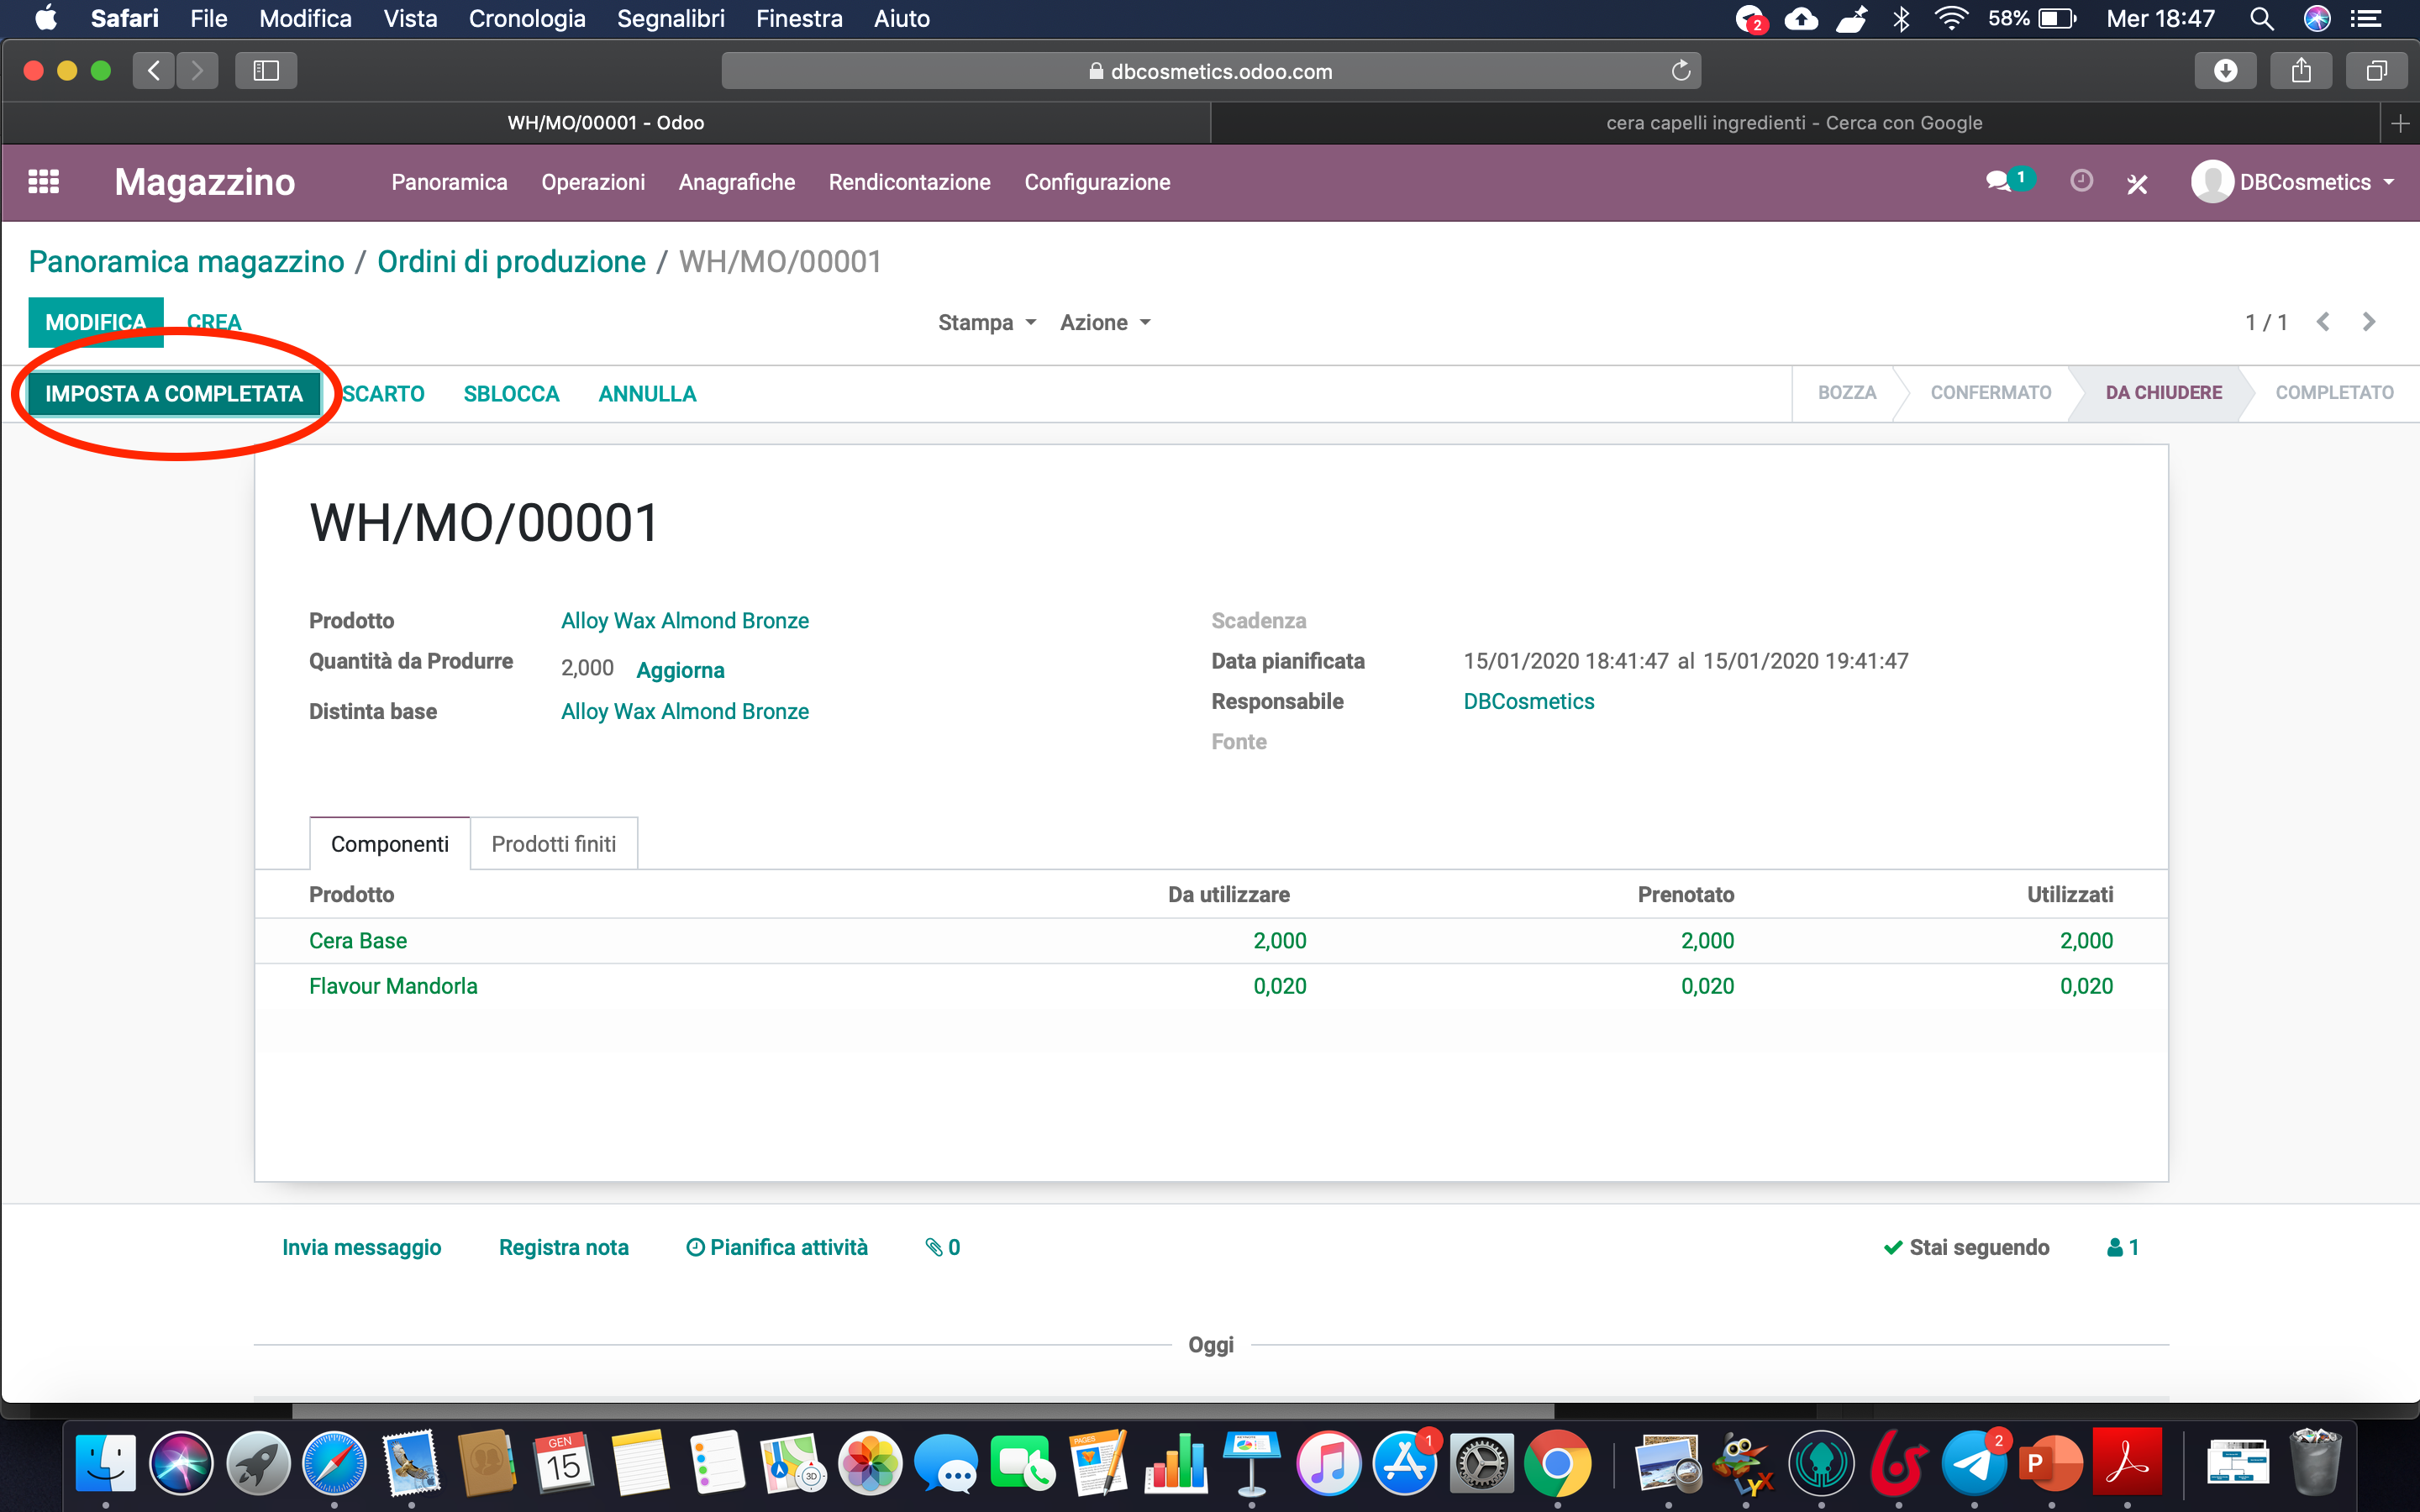 Safari File Modifica Vista Cronologia Segnalibri Finestra Aiuto 2 58% Mer 18:47
dbcosmetics.odoo.com
WH/MO/00001 - Odoo cera capelli ingredienti - Cerca con Google
Magazzino Panoramica Operazioni Anagrafiche Rendicontazione Configurazione 1 DBCosmetics
Panoramica magazzino / Ordini di produzione / WH/MO/00001
MODIFICA CREA Stampa Azione 1 / 1
IMPOSTA A COMPLETATA SCARTO SBLOCCA ANNULLA BOZZA CONFERMATO DA CHIUDERE COMPLETATO
WH/MO/00001
Prodotto Alloy Wax Almond Bronze Scadenza
Quantità da Produrre 2,000 Aggiorna Data pianificata 15/01/2020 18:41:47 al 15/01/2020 19:41:47
Distinta base Alloy Wax Almond Bronze Responsabile DBCosmetics
Fonte
Componenti Prodotti finiti
Prodotto Da utilizzare Prenotato Utilizzati
Cera Base 2,000 2,000 2,000
Flavour Mandorla 0,020 0,020 0,020
Invia messaggio Registra nota Pianifica attività 0 Stai seguendo 1
Oggi
GEN 15 3D PAGES 1 LYX 2 P